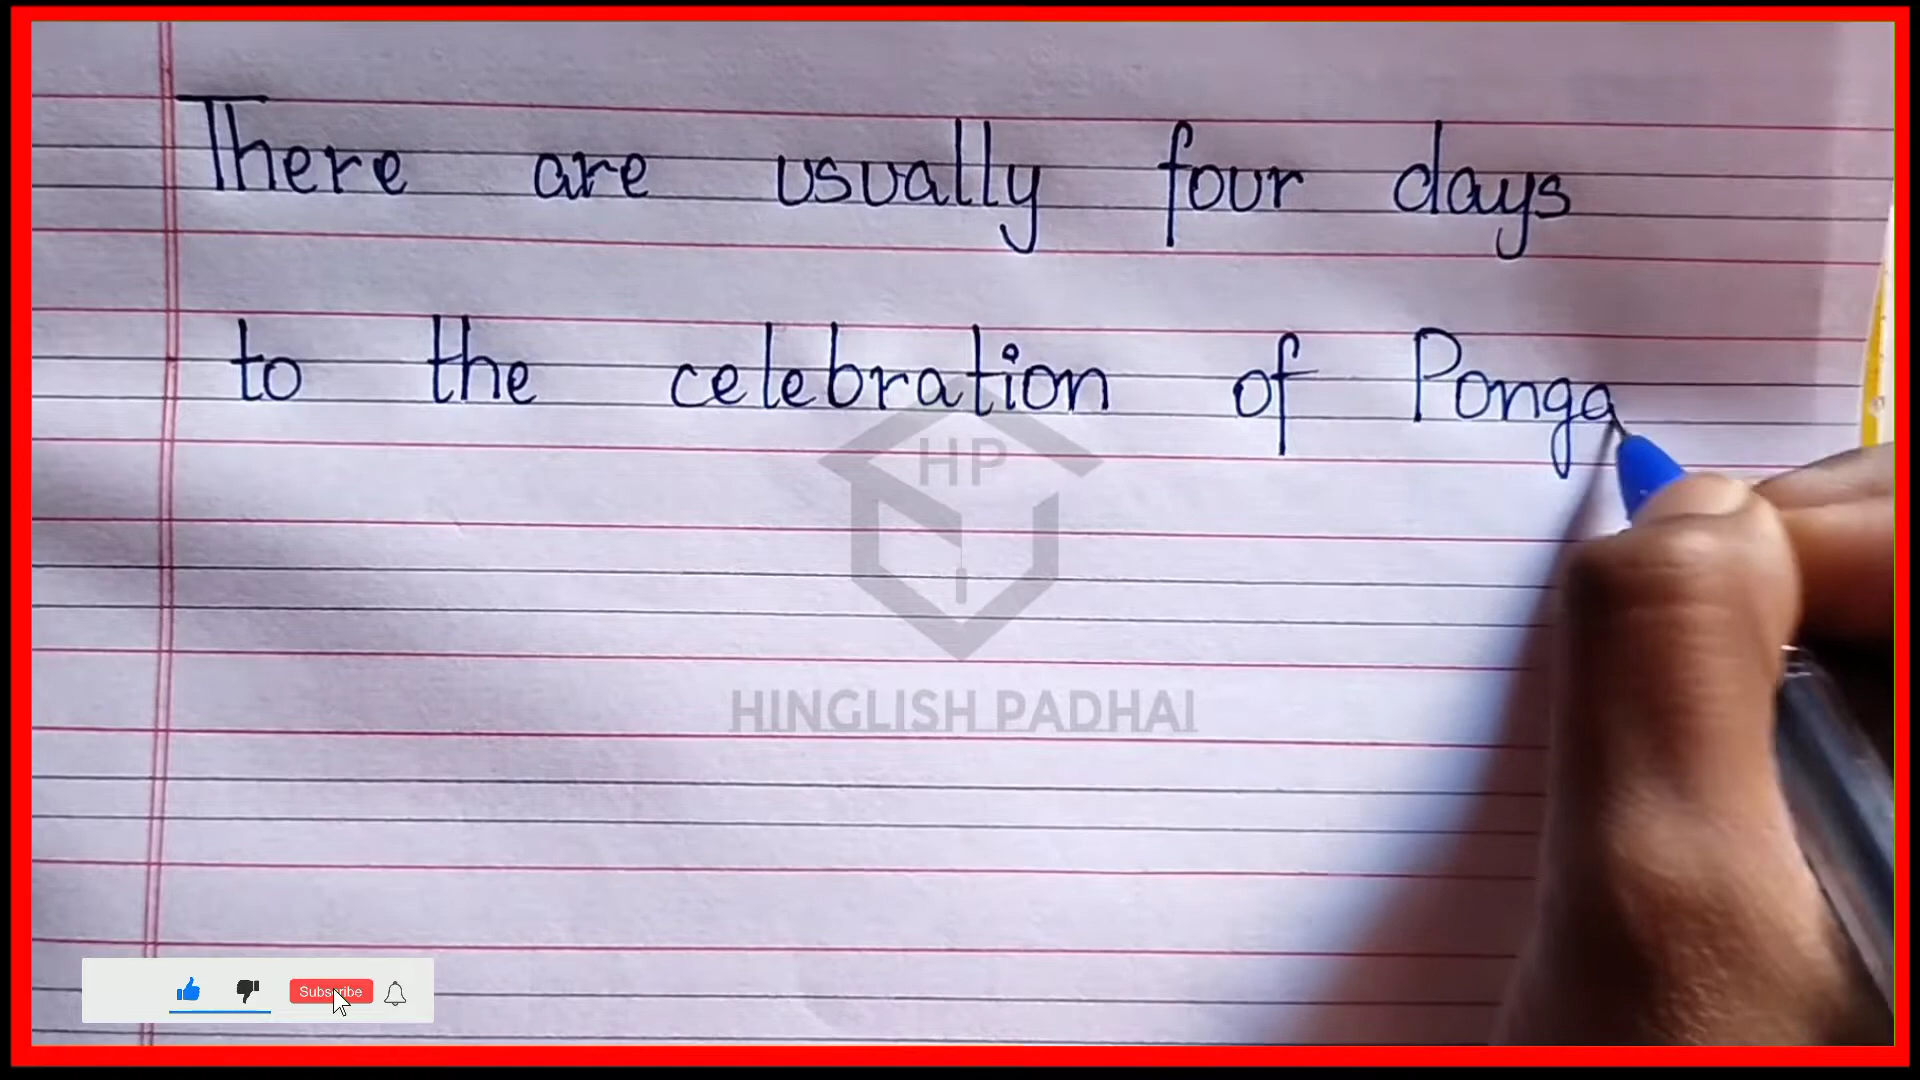 There are usually four days
to the celebration of Ponga
HP
HINGLISH PADHAI
Subscribe